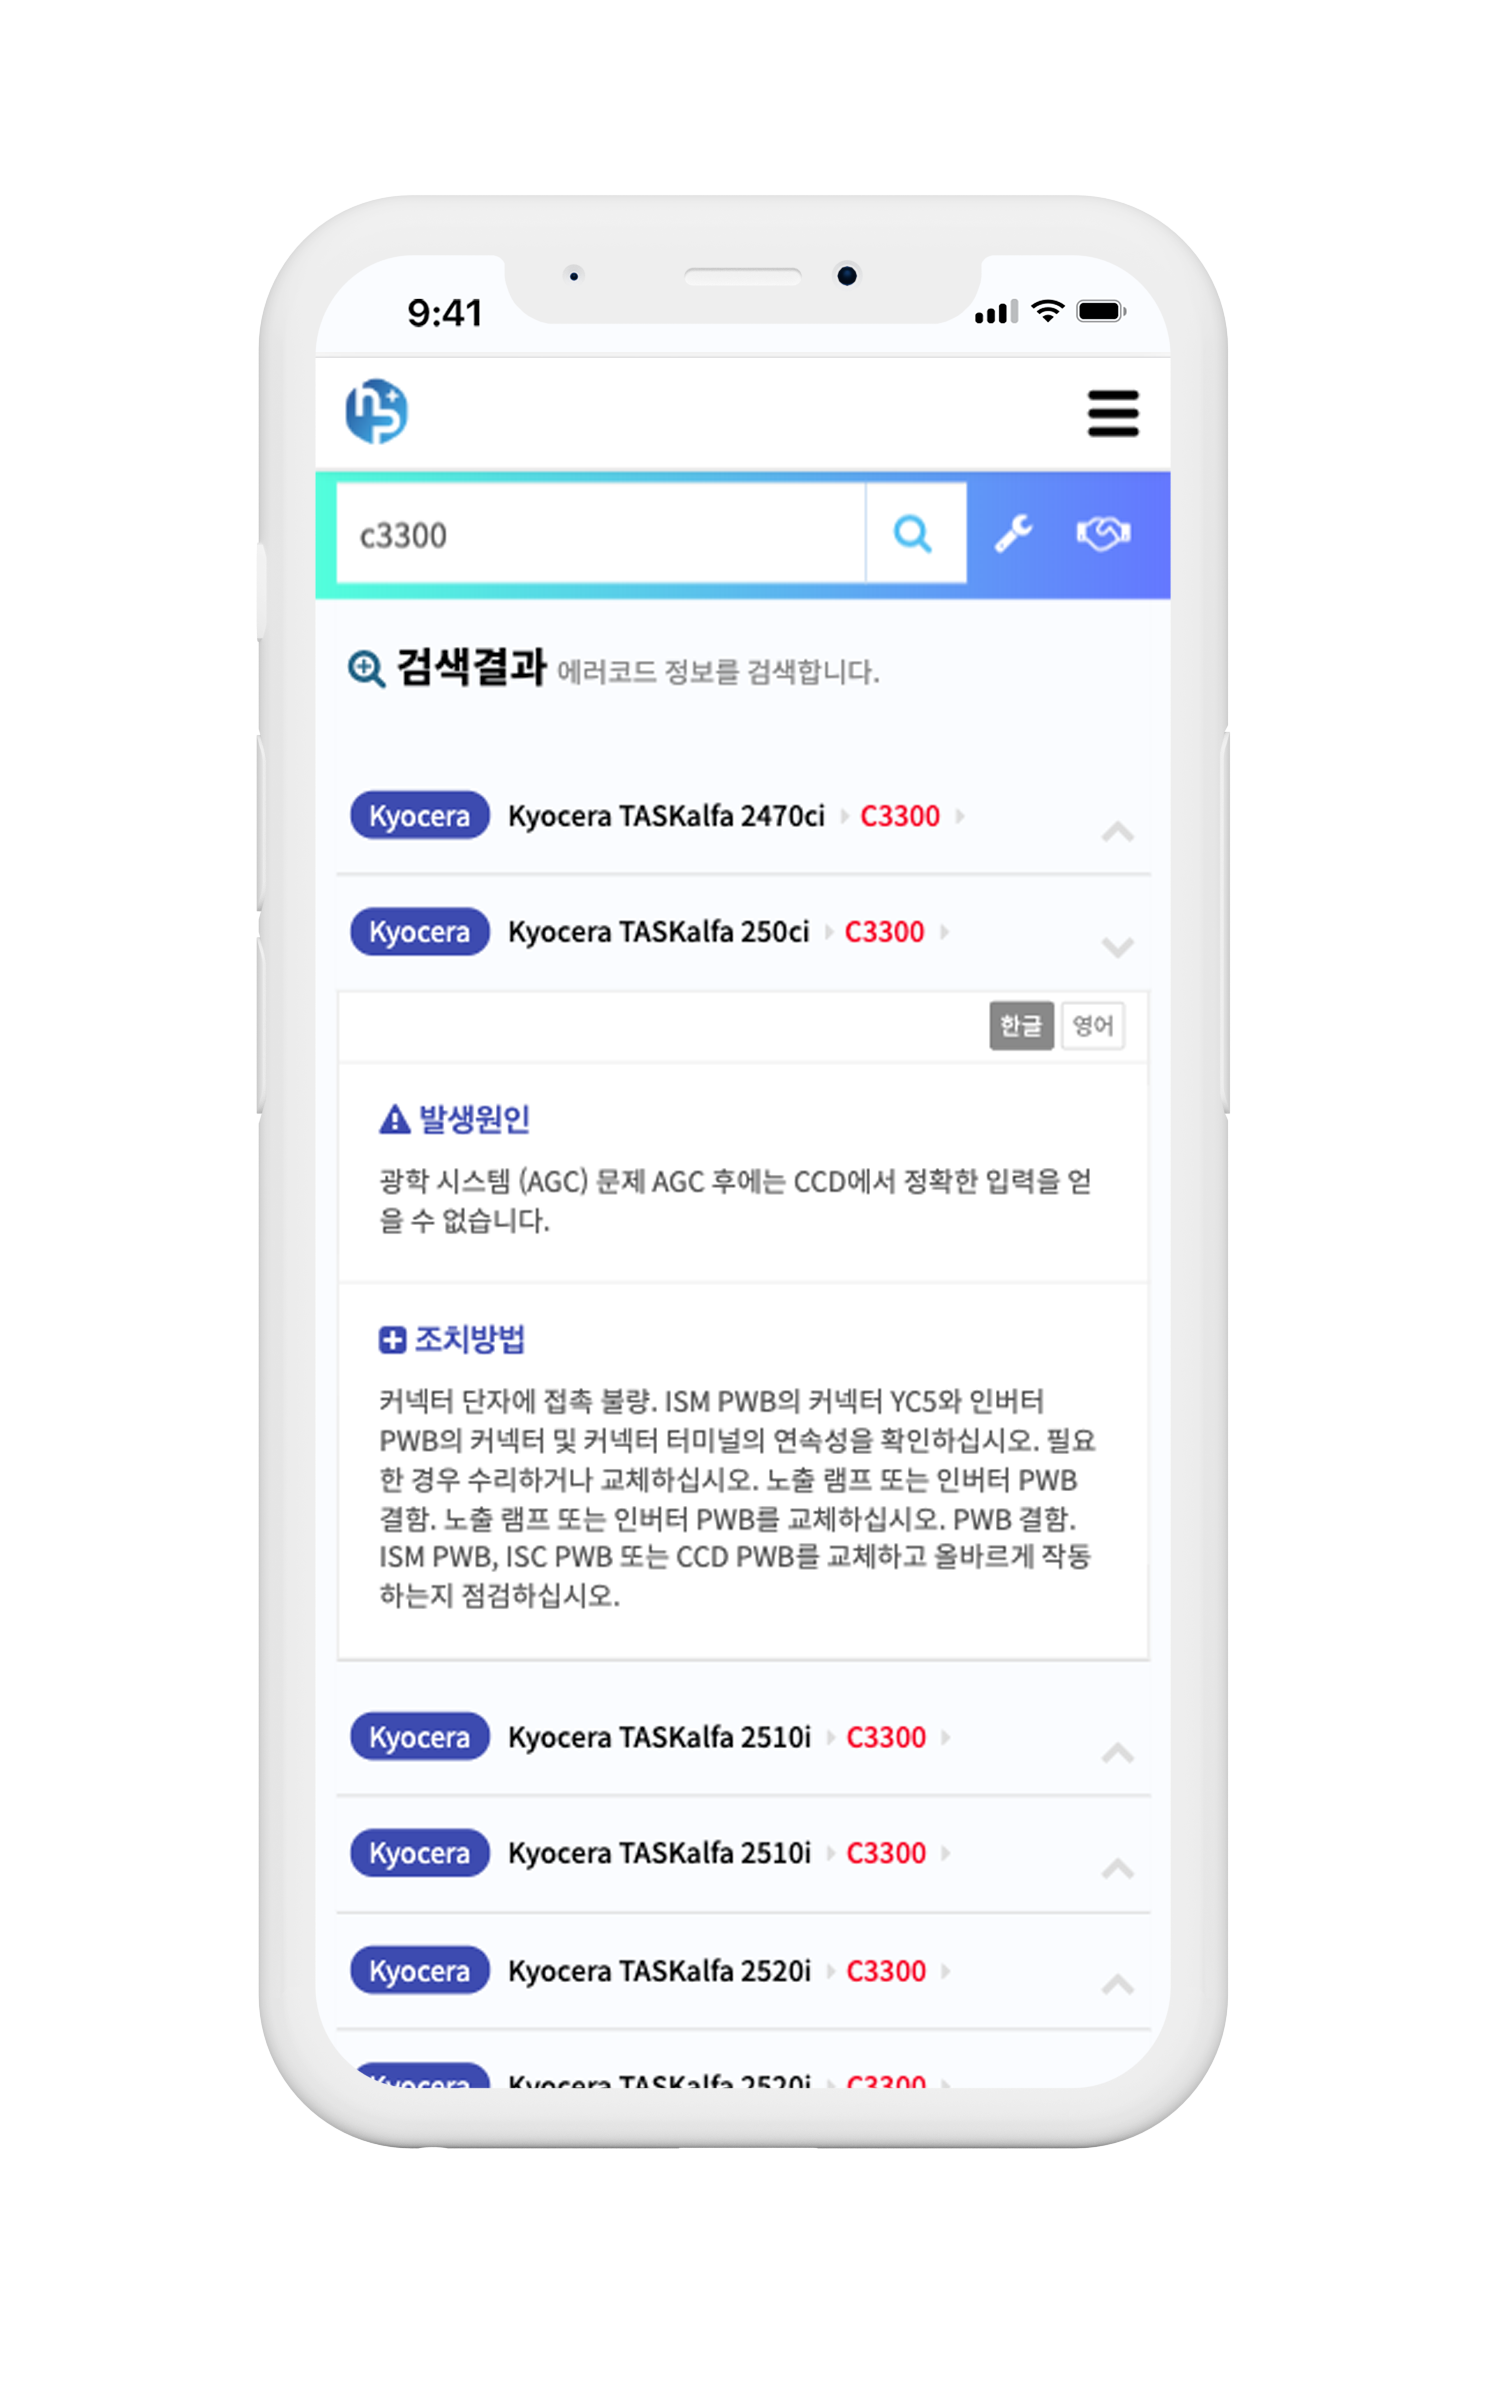 9:41
c3300
검색결과 에러코드 정보를 검색합니다.
Kyocera Kyocera TASKalfa 2470ci C3300
Kyocera Kyocera TASKalfa 250ci C3300
한글 영어
발생원인
광학 시스템 (AGC) 문제 AGC 후에는 CCD에서 정확한 입력을 얻
을 수 없습니다.
조치방법
커넥터 단자에 접촉 불량. ISM PWB의 커넥터 YC5와 인버터
PWB의 커넥터 및 커넥터 터미널의 연속성을 확인하십시오. 필요
한 경우 수리하거나 교체하십시오. 노출 램프 또는 인버터 PWB
결함. 노출 램프 또는 인버터 PWB를 교체하십시오. PWB 결함.
ISM PWB, ISC PWB 또는 CCD PWB를 교체하고 올바르게 작동
하는지 점검하십시오.
Kyocera Kyocera TASKalfa 2510i C3300
Kyocera Kyocera TASKalfa 2510i C3300
Kyocera Kyocera TASKalfa 2520i C3300
Kyocera Kyocera TASKalfa 2520i C3300